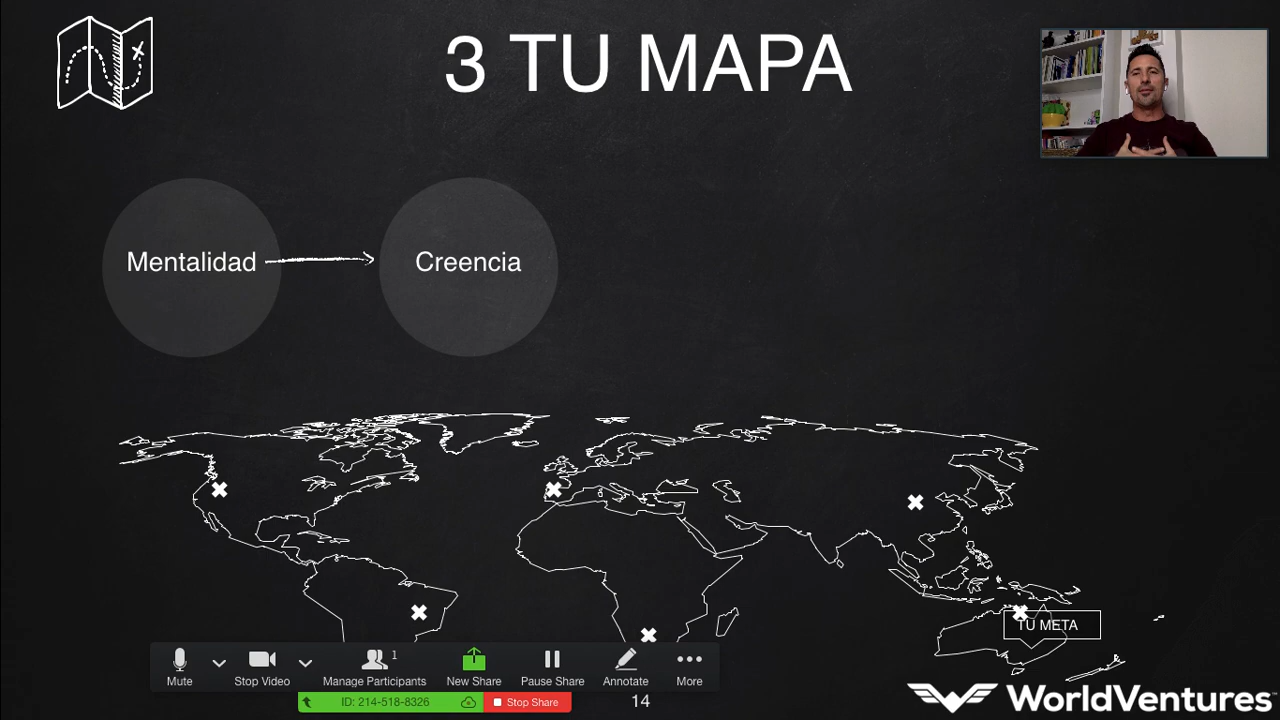 3 TU MAPA
Mentalidad
Creencia
TU META
1
Mute
Stop Video
Manage Participants
New Share
Pause Share
Annotate
More
ID: 214-518-8326
Stop Share
14
WorldVentures